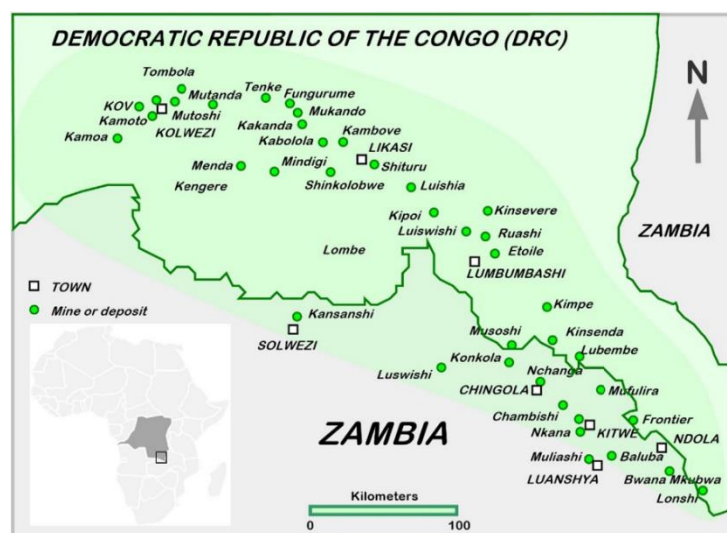 DEMOCRATIC REPUBLIC OF THE CONGO (DRC)
N
Tombola
Tenke
Fungurume
Mutanda
KOV
Mukando
Kamoto
Mutoshi
KOLWEZI
Kakanda
Kambove
Kamoa
Kabolola
LIKASI
Menda
Mindigi
Shituru
Kengere
Shinkolobwe
Luishia
Kipoi
Kinsevere
Luiswishi
Ruashi
ZAMBIA
Lombe
Etoile
LUMBUMBASHI
TOWN
Mine or deposit
Kansanshi
Kimpe
SOLWEZI
Musoshi
Kinsenda
Konkola
Lubembe
Luswishi
Nchanga
CHINGOLA
Mufulira
Chambishi
Frontier
ZAMBIA
Nkana
KITWE
NDOLA
Muliashi
Baluba
LUANSHYA
Bwana Mkubwa
Lonshi
Kilometers
0 100